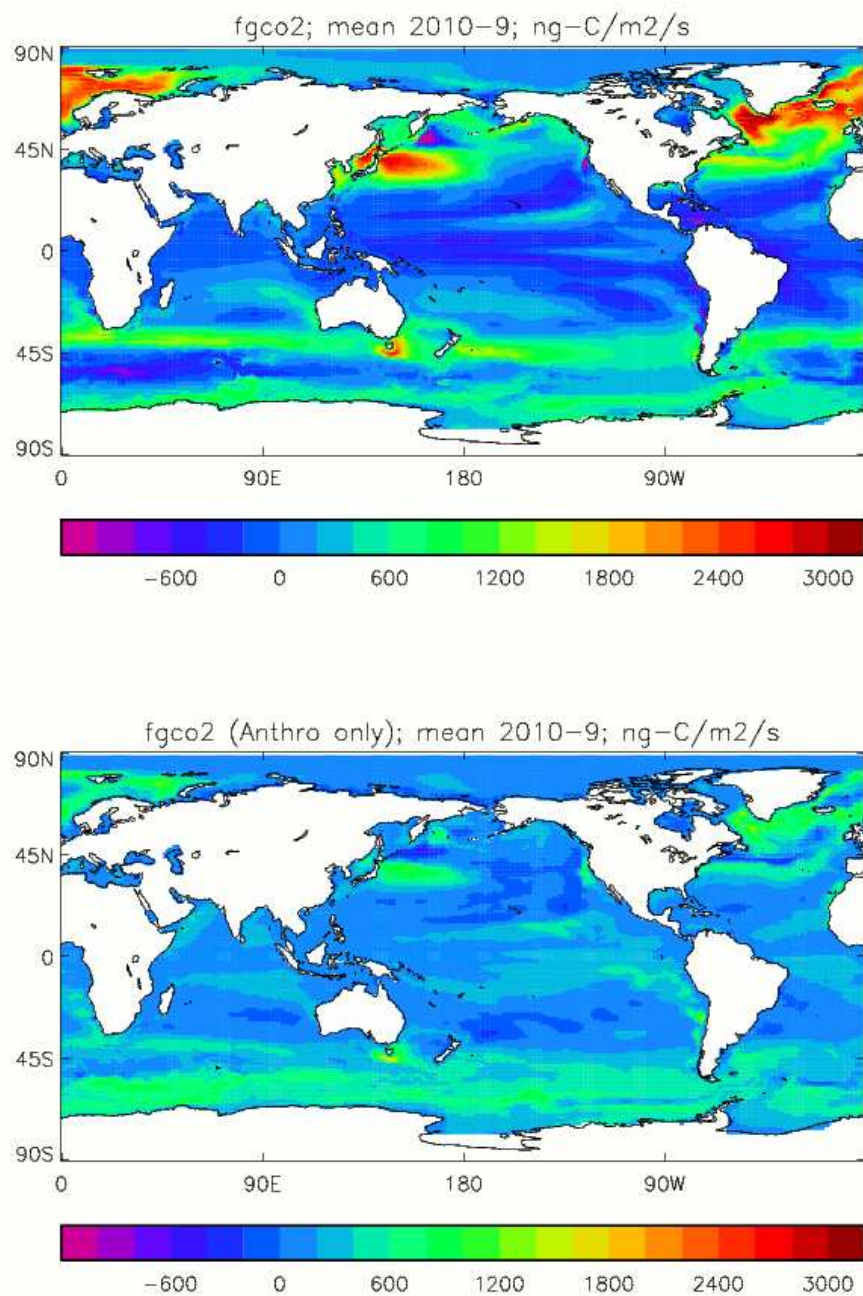 fgco2; mean 2010-9; ng-C/m2/s
90N
45N
0
45S
90S
0 90E 180 90W
-600 0 600 1200 1800 2400 3000
fgco2 (Anthro only); mean 2010-9; ng-C/m2/s
90N
45N
0
45S
90S
0 90E 180 90W
-600 0 600 1200 1800 2400 3000